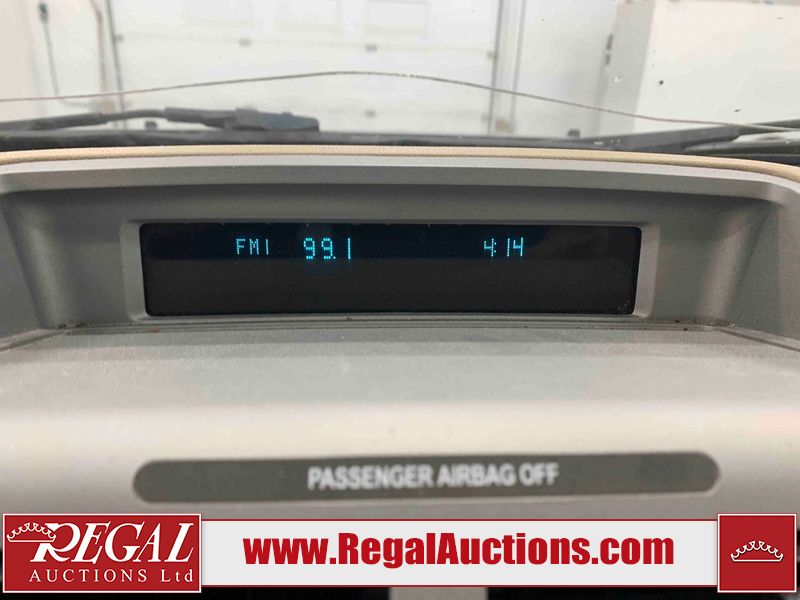 FM1 99.1 4:14
PASSENGER AIRBAG OFF
REGAL
AUCTIONS Ltd
www.RegalAuctions.com